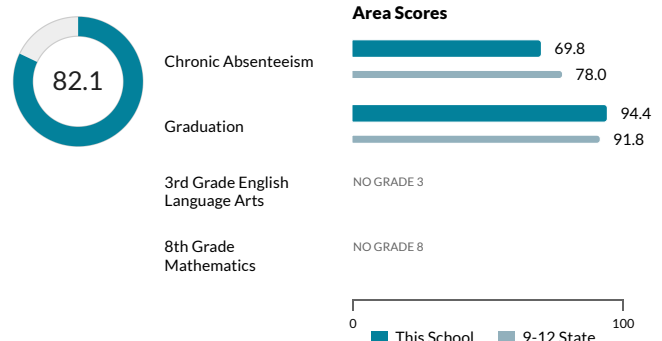 Area Scores
82.1
Chronic Absenteeism
69.8
78.0
Graduation
94.4
91.8
3rd Grade English
Language Arts
NO GRADE 3
8th Grade
Mathematics
NO GRADE 8
0
100
This School
9-12 State